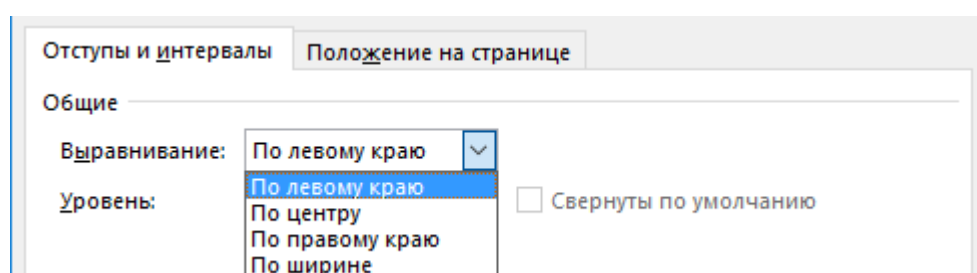 Отступы и интервалы Положение на странице
Общие
Выравнивание: По левому краю
По левому краю
Уровень: Свернуты по умолчанию
По центру
По правому краю
По ширине